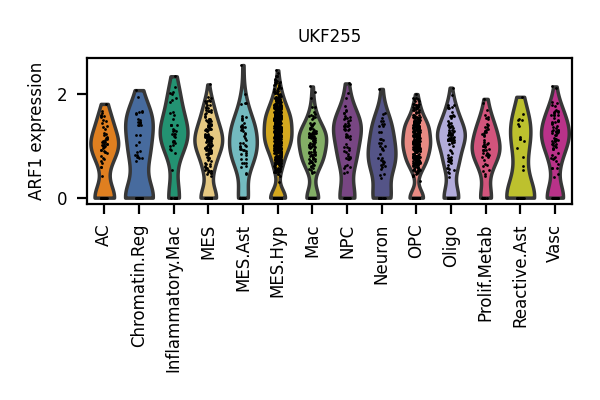 UKF255
ARF1 expression
2
0
AC
Chromatin.Reg
Inflammatory.Mac
MES
MES.Ast
MES.Hyp
Mac
NPC
Neuron
OPC
Oligo
Prolif.Metab
Reactive.Ast
Vasc